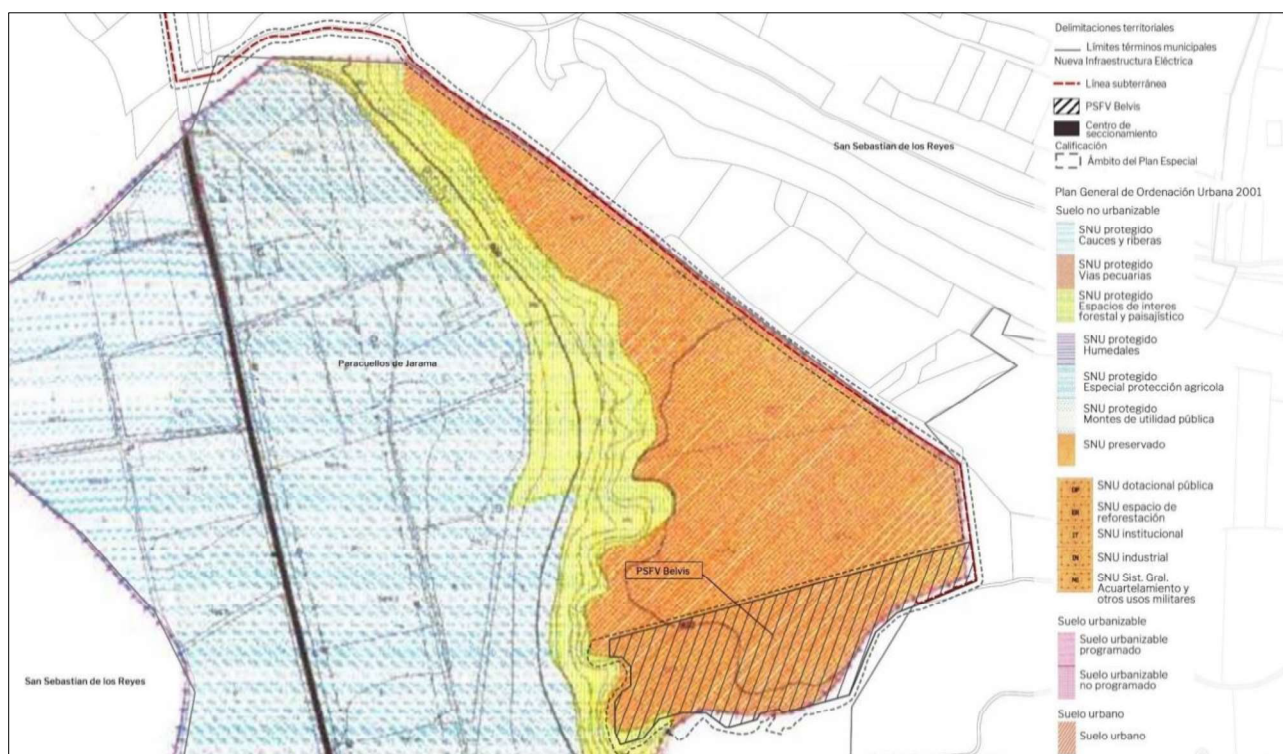 Delimitaciones territoriales
Límites términos municipales
Nueva Infraestructura Eléctrica
Línea subterránea
PSFV Belvis
Centro de
seccionamiento
Calificación
Ámbito del Plan Especial
Plan General de Ordenación Urbana 2001
Suelo no urbanizable
SNU protegido
Cauces y riberas
SNU protegido
Vias pecuarias
SNU protegido
Espacios de interes
forestal y paisajístico
SNU protegido
Humedales
SNU protegido
Especial protección agricola
SNU protegido
Montes de utilidad pública
SNU preservado
SNU dotacional pública
SNU espacio de
reforestación
IT SNU institucional
IN SNU industrial
SNU Sist. Gral.
Acuartelamiento y
otros usos militares
Suelo urbanizable
Suelo urbanizable
programado
Suelo urbanizable
no programado
Suelo urbano
Suelo urbano
San Sebastian de los Reyes
Paracuellos de Jarama
PSFV Belvis
San Sebastian de los Reyes